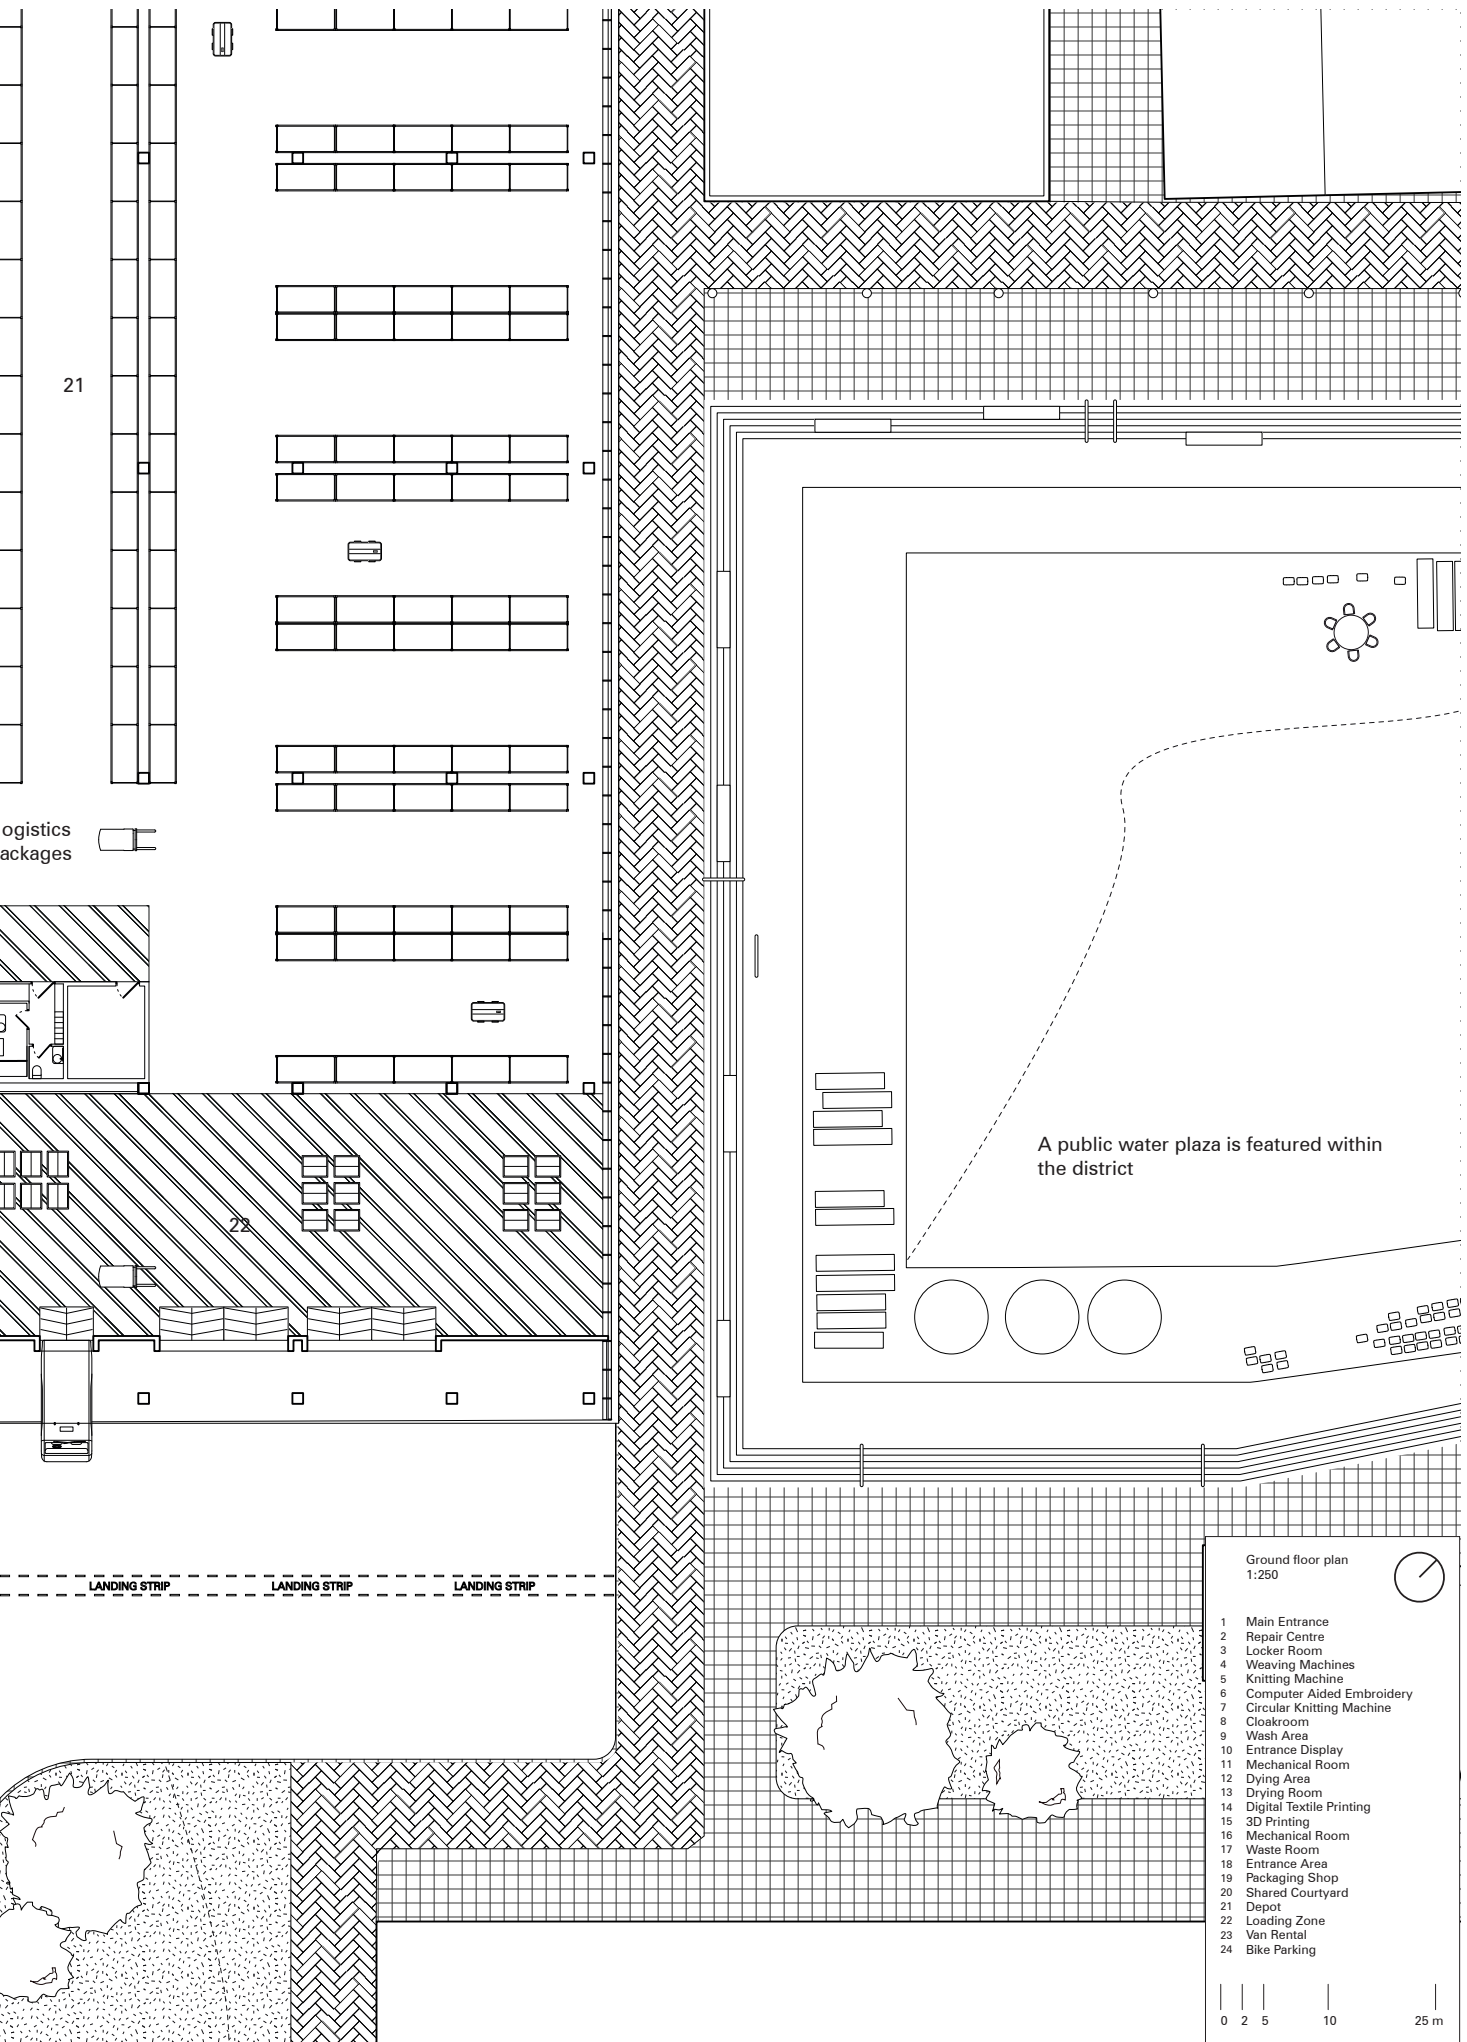 21
ogistics
ackages
A public water plaza is featured within
the district
22
LANDING STRIP LANDING STRIP LANDING STRIP
Ground floor plan
1:250
1 Main Entrance
2 Repair Centre
3 Locker Room
4 Weaving Machines
5 Knitting Machine
6 Computer Aided Embroidery
7 Circular Knitting Machine
8 Cloakroom
9 Wash Area
10 Entrance Display
11 Mechanical Room
12 Dying Area
13 Drying Room
14 Digital Textile Printing
15 3D Printing
16 Mechanical Room
17 Waste Room
18 Entrance Area
19 Packaging Shop
20 Shared Courtyard
21 Depot
22 Loading Zone
23 Van Rental
24 Bike Parking
0 2 5 10 25 m